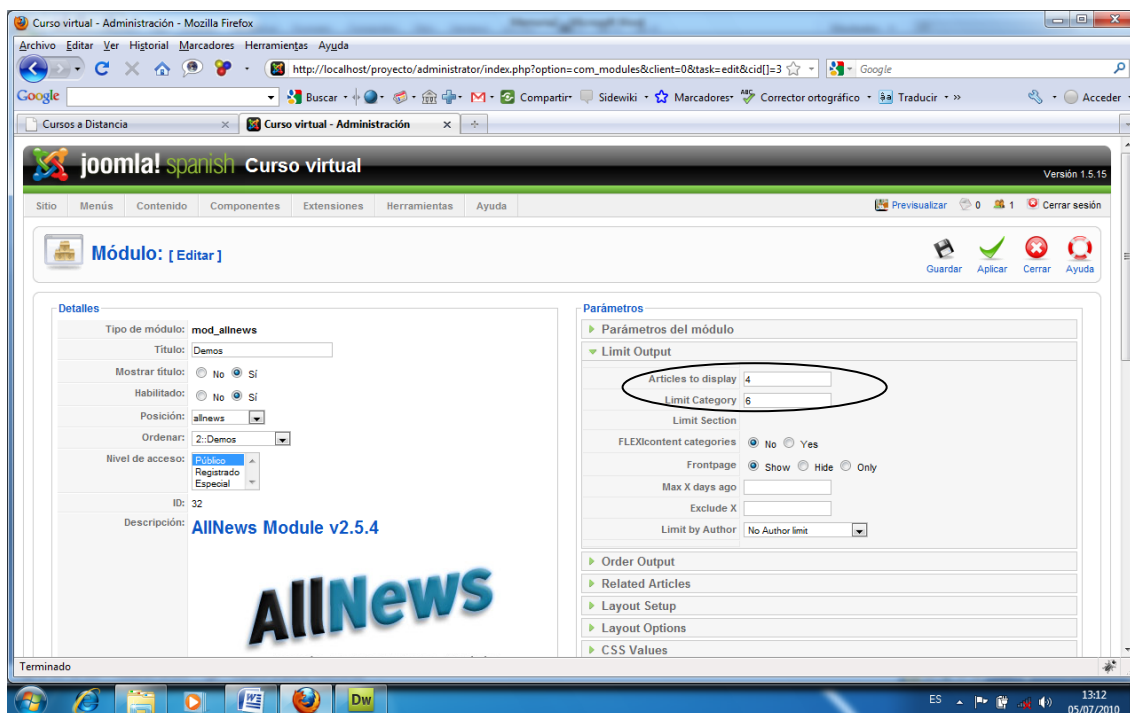 Curso virtual - Administración - Mozilla Firefox
Archivo Editar Ver Historial Marcadores Herramientas Ayuda
http://localhost/proyecto/administrator/index.php?option=com_modules&client=0&task=edit&cid[]=3 Google
Google Buscar Compartir Sidewiki Marcadores Corrector ortográfico Traducir » Acceder
Cursos a Distancia Curso virtual - Administración
joomla! spanish Curso virtual
Versión 1.5.15
Sitio Menús Contenido Componentes Extensiones Herramientas Ayuda Previsualizar 0 1 Cerrar sesión
Módulo: [ Editar ]
Guardar Aplicar Cerrar Ayuda
Detalles
Tipo de módulo: mod_allnews
Título: Demos
Mostrar título: No Sí
Habilitado: No Sí
Posición: allnews
Ordenar: 2::Demos
Nivel de acceso: Público
Registrado
Especial
ID: 32
Descripción: AllNews Module v2.5.4
AllNews
Parámetros
Parámetros del módulo
Limit Output
Articles to display 4
Limit Category 6
Limit Section
FLEXIcontent categories No Yes
Frontpage Show Hide Only
Max X days ago
Exclude X
Limit by Author No Author limit
Order Output
Related Articles
Layout Setup
Layout Options
CSS Values
Terminado
Dw
ES 13:12
05/07/2010